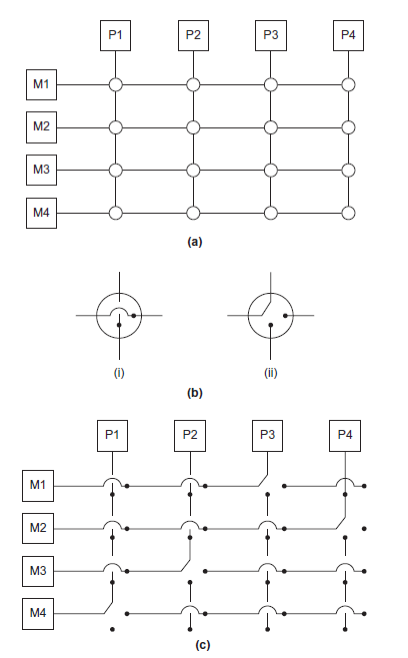 P1 P2 P3 P4
M1
M2
M3
M4
(a)
(i) (ii)
(b)
P1 P2 P3 P4
M1
M2
M3
M4
(c)